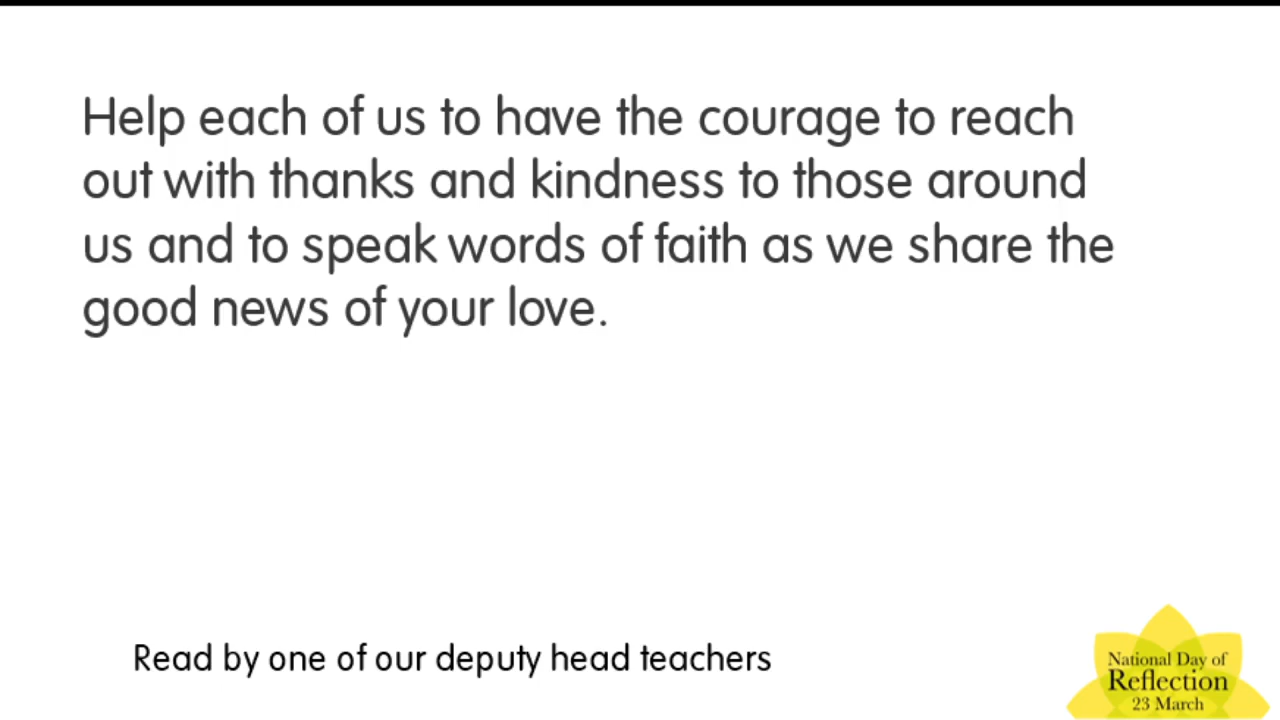 Help each of us to have the courage to reach
out with thanks and kindness to those around
us and to speak words of faith as we share the
good news of your love.
Read by one of our deputy head teachers
National Day of
Reflection
23 March